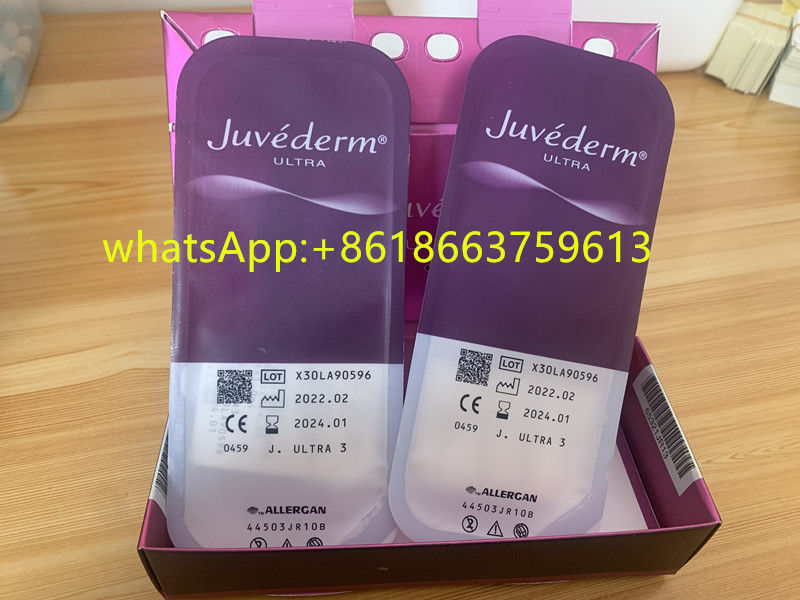 Juvéderm®
ULTRA
Juvéderm®
ULTRA
whatsApp:+8618663759613
LOT X30LA90596
2022.02
2024.01
CE
0459 J. ULTRA 3
ALLERGAN
44503JR10B
LOT X30LA90596
2022.02
2024.01
CE
0459 J. ULTRA 3
ALLERGAN
44503JR10B